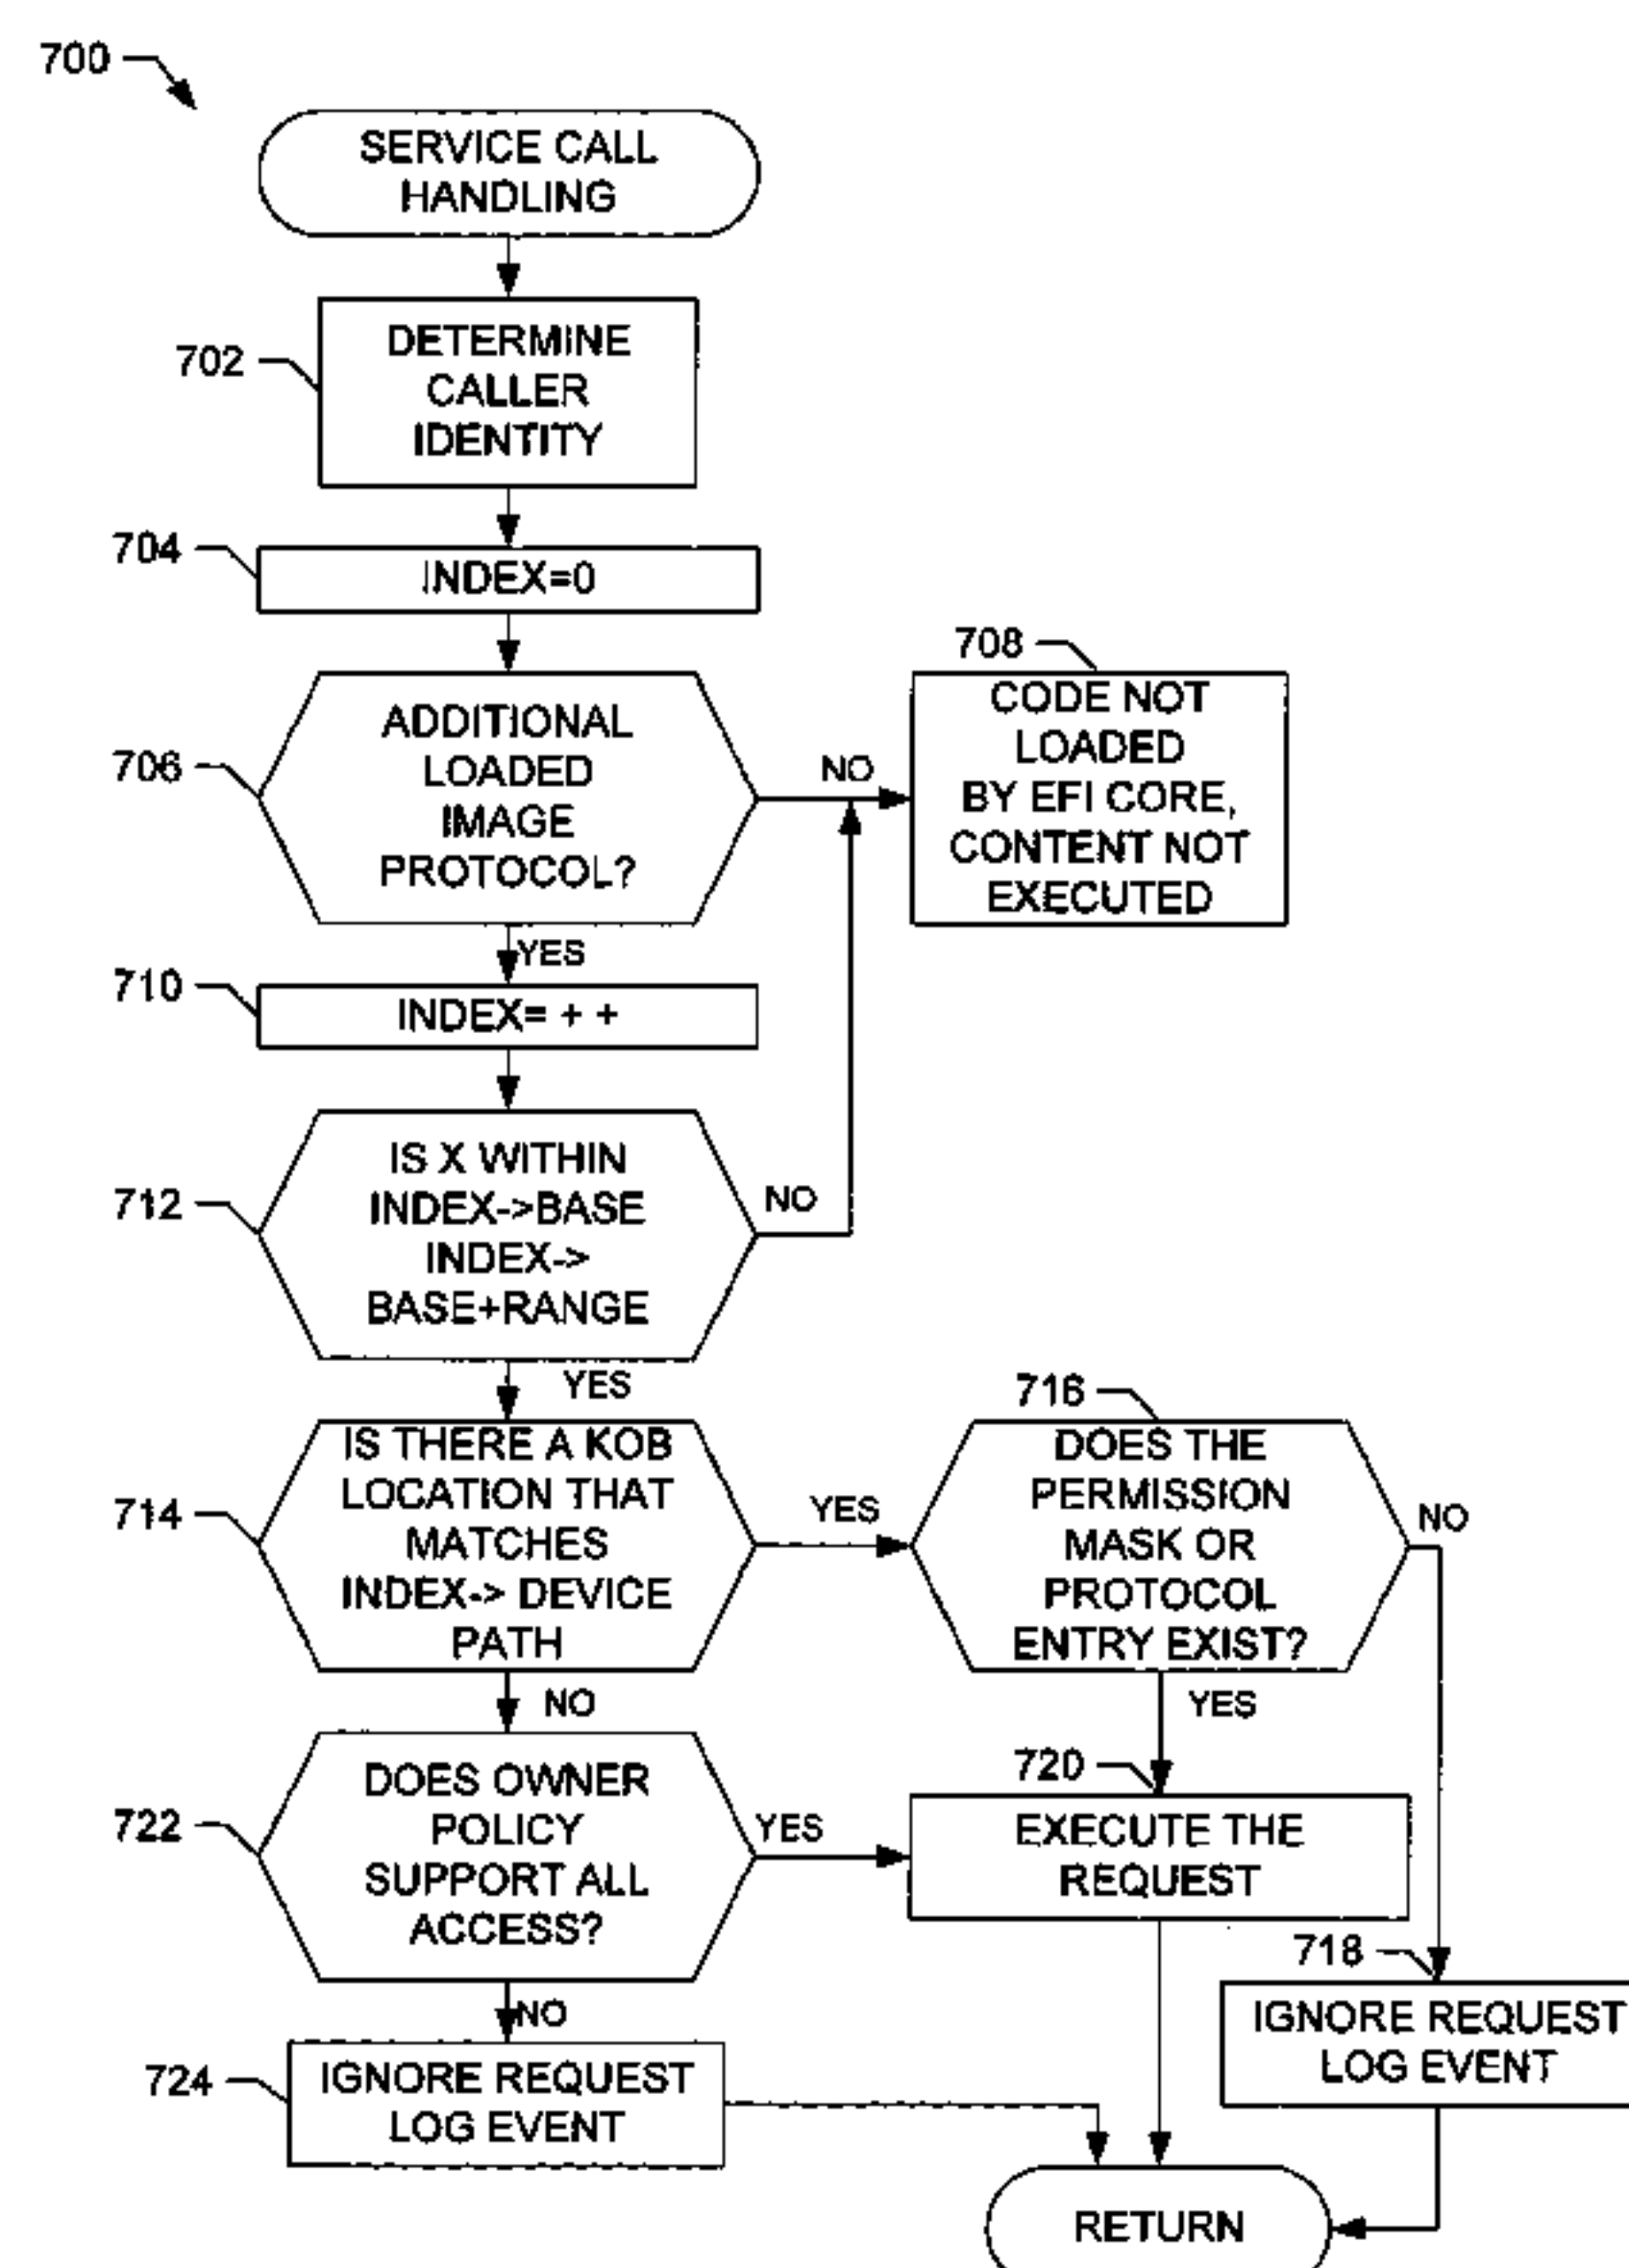 700
SERVICE CALL
HANDLING
702
DETERMINE
CALLER
IDENTITY
704
INDEX=0
706
ADDITIONAL
LOADED
IMAGE
PROTOCOL?
NO
708
CODE NOT
LOADED
BY EFI CORE,
CONTENT NOT
EXECUTED
YES
710
INDEX= + +
712
IS X WITHIN
INDEX->BASE
INDEX->
BASE+RANGE
NO
YES
714
IS THERE A KOB
LOCATION THAT
MATCHES
INDEX-> DEVICE
PATH
YES
716
DOES THE
PERMISSION
MASK OR
PROTOCOL
ENTRY EXIST?
NO
NO
YES
722
DOES OWNER
POLICY
SUPPORT ALL
ACCESS?
YES
720
EXECUTE THE
REQUEST
718
IGNORE REQUEST
LOG EVENT
NO
724
IGNORE REQUEST
LOG EVENT
RETURN